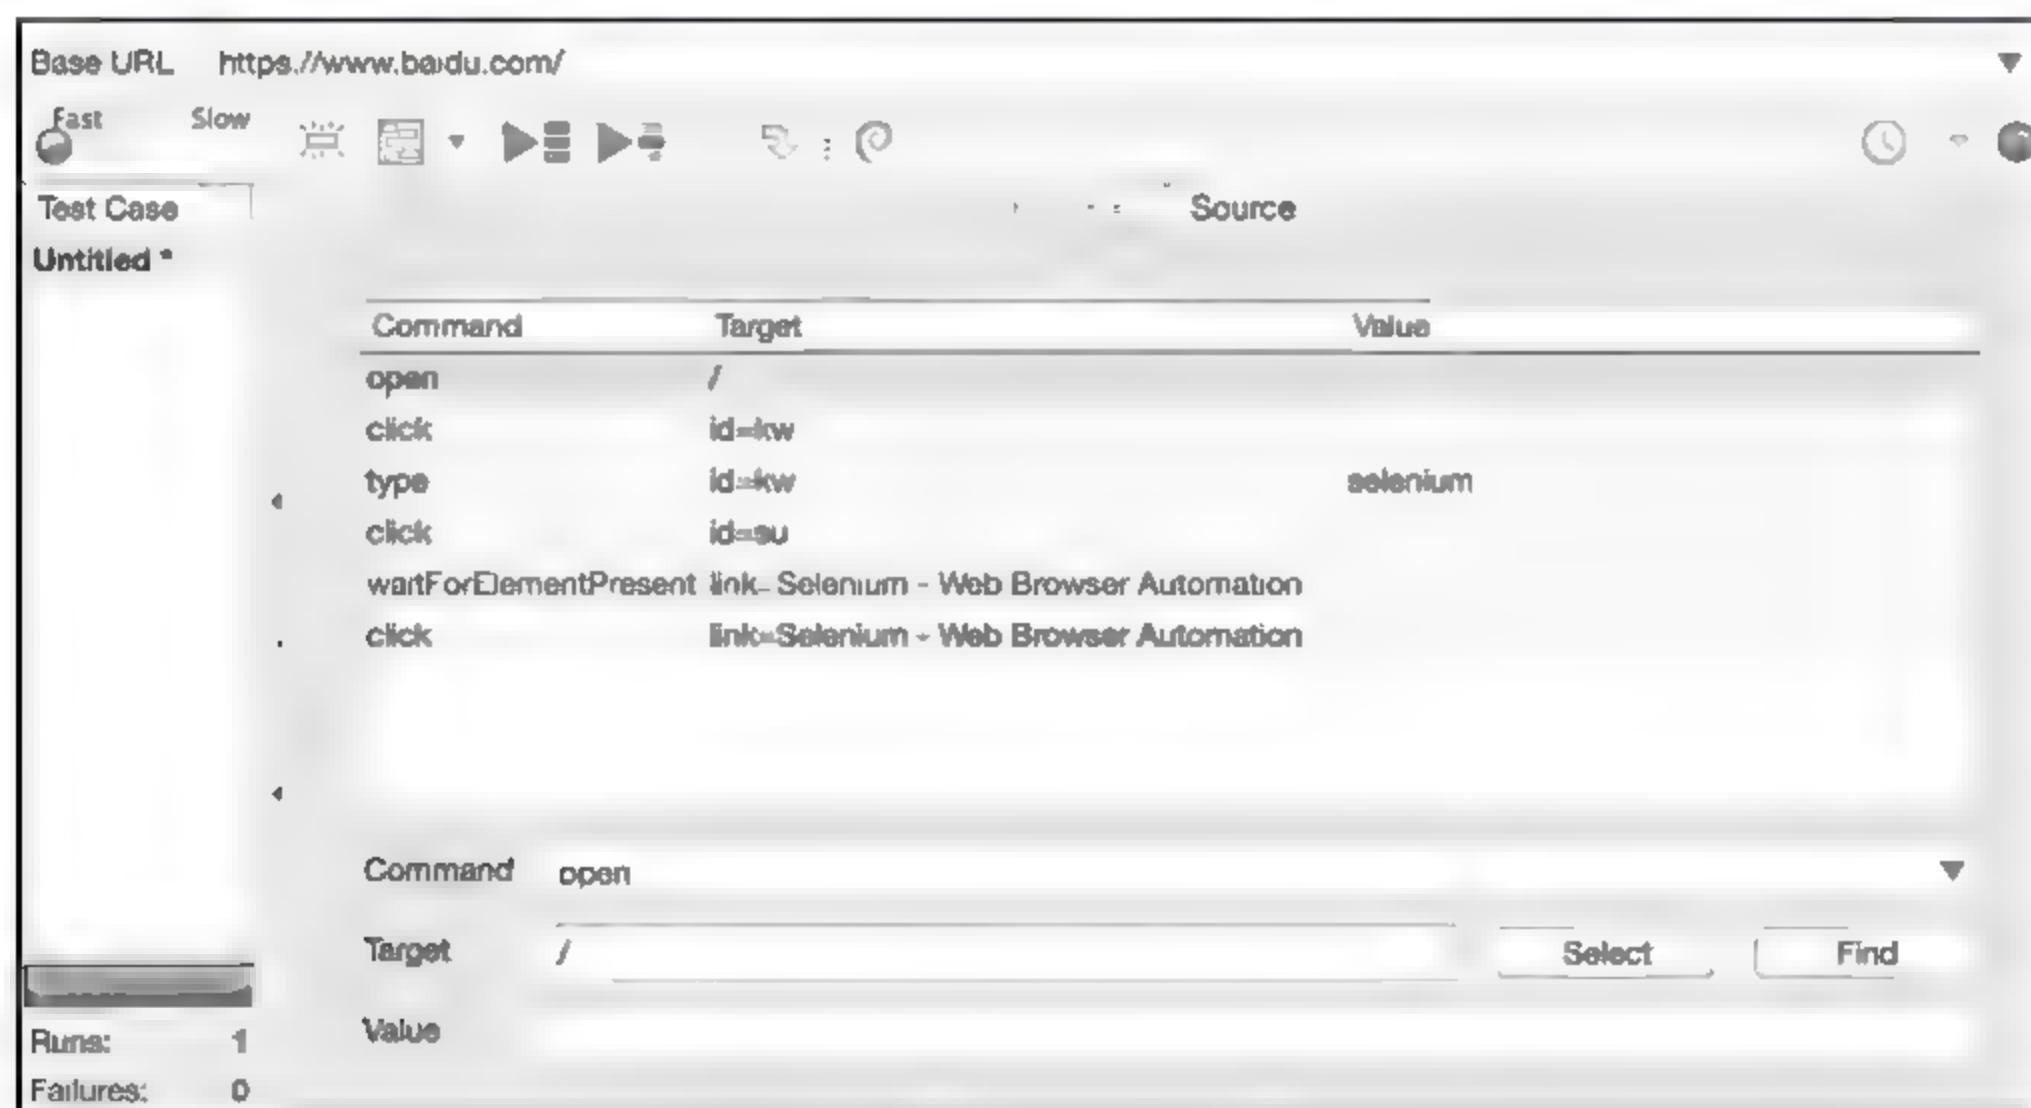 Base URL https://www.baidu.com/
Fast Slow
Test Case Source
Untitled *
Command Target Value
open /
click id=kw
type id=kw selenium
click id=su
waitForElementPresent link=Selenium - Web Browser Automation
click link=Selenium - Web Browser Automation
Command open
Target / Select Find
Value
Runs: 1
Failures: 0